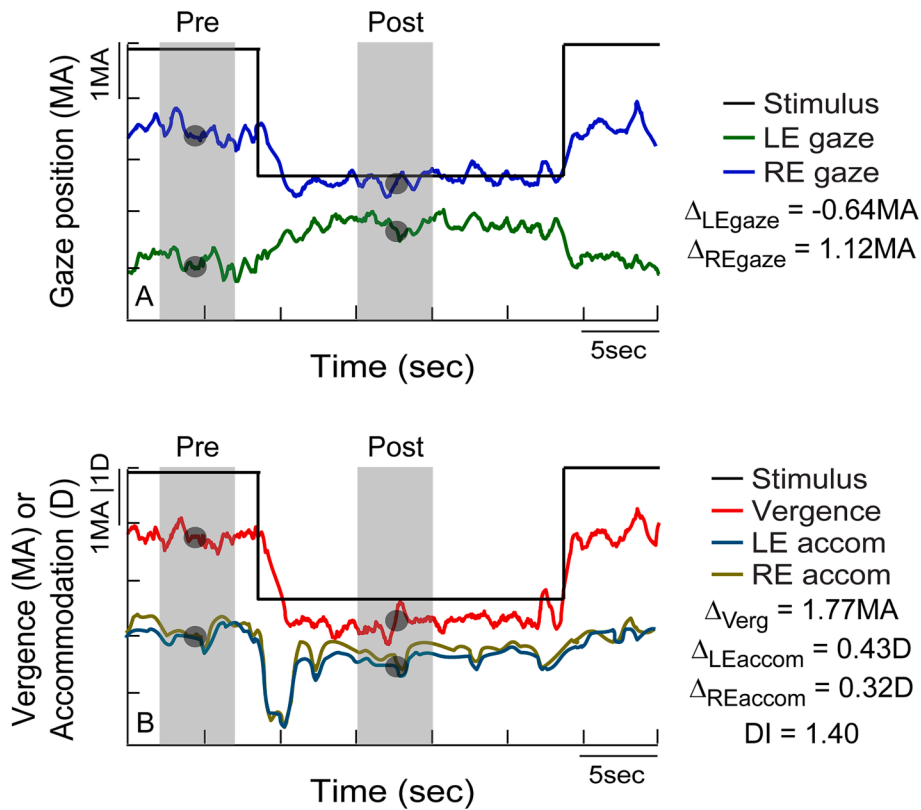 Pre
Post
1MA
Gaze position (MA)
A
5sec
Time (sec)
Stimulus
LE gaze
RE gaze
ΔLEgaze = -0.64MA
ΔREgaze = 1.12MA
Pre
Post
1MA |1D
Vergence (MA) or
Accommodation (D)
B
5sec
Time (sec)
Stimulus
Vergence
LE accom
RE accom
ΔVerg = 1.77MA
ΔLEaccom = 0.43D
ΔREaccom = 0.32D
DI = 1.40